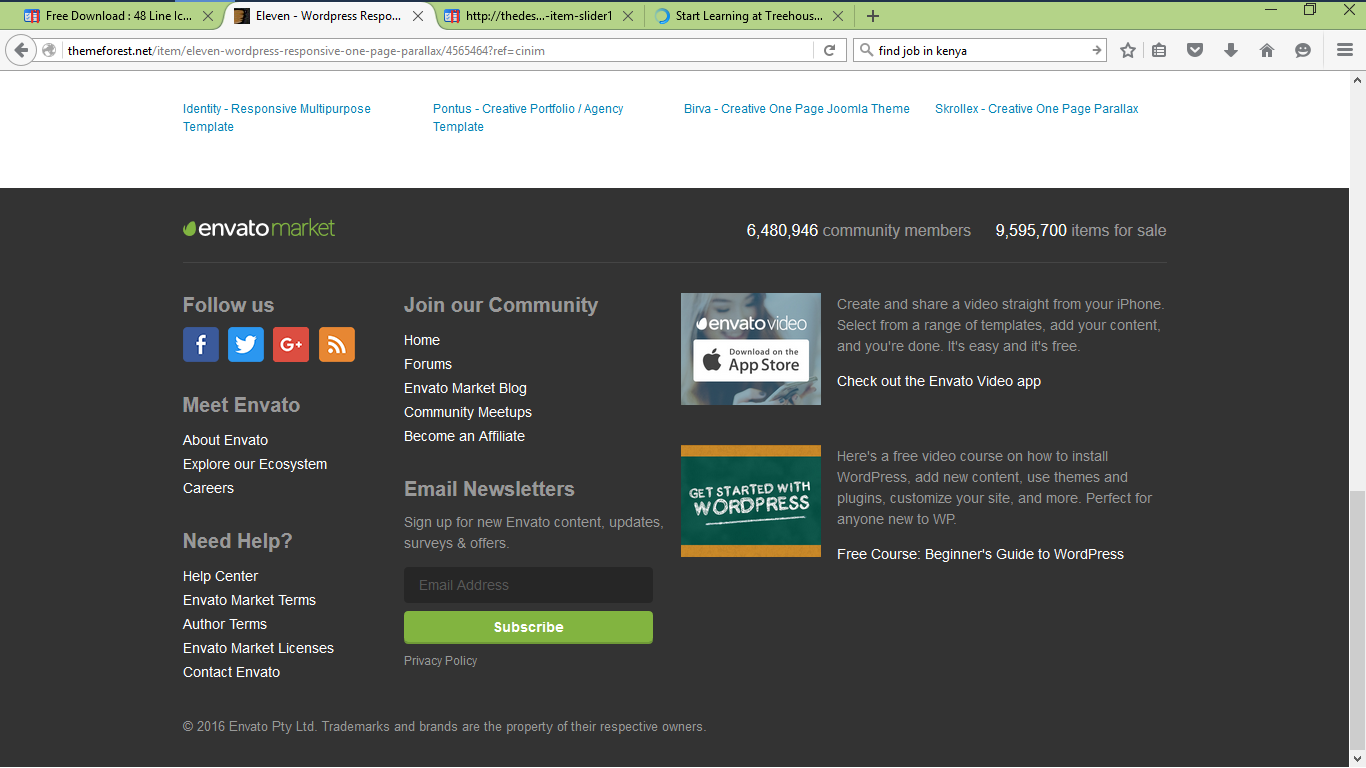 Free Download : 48 Line Ic...
Eleven - Wordpress Respo...
http://thedes...-item-slider1
Start Learning at Treehous...
themeforest.net/item/eleven-wordpress-responsive-one-page-parallax/4565464?ref=cinim
find job in kenya
Identity - Responsive Multipurpose
Template
Pontus - Creative Portfolio / Agency
Template
Birva - Creative One Page Joomla Theme
Skrollex - Creative One Page Parallax
envato market
6,480,946 community members
9,595,700 items for sale
Follow us
Meet Envato
About Envato
Explore our Ecosystem
Careers
Need Help?
Help Center
Envato Market Terms
Author Terms
Envato Market Licenses
Contact Envato
Join our Community
Home
Forums
Envato Market Blog
Community Meetups
Become an Affiliate
Email Newsletters
Sign up for new Envato content, updates,
surveys & offers.
Email Address
Subscribe
Privacy Policy
envato video
Download on the
App Store
Create and share a video straight from your iPhone.
Select from a range of templates, add your content,
and you're done. It's easy and it's free.
Check out the Envato Video app
GET STARTED WITH
WORDPRESS
Here's a free video course on how to install
WordPress, add new content, use themes and
plugins, customize your site, and more. Perfect for
anyone new to WP.
Free Course: Beginner's Guide to WordPress
© 2016 Envato Pty Ltd. Trademarks and brands are the property of their respective owners.